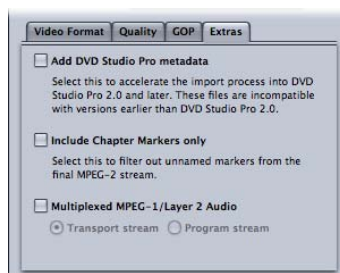 Video Format Quality GOP Extras
Add DVD Studio Pro metadata
Select this to accelerate the import process into DVD
Studio Pro 2.0 and later. These files are incompatible
with versions earlier than DVD Studio Pro 2.0.
Include Chapter Markers only
Select this to filter out unnamed markers from the
final MPEG-2 stream.
Multiplexed MPEG-1/Layer 2 Audio
Transport stream Program stream